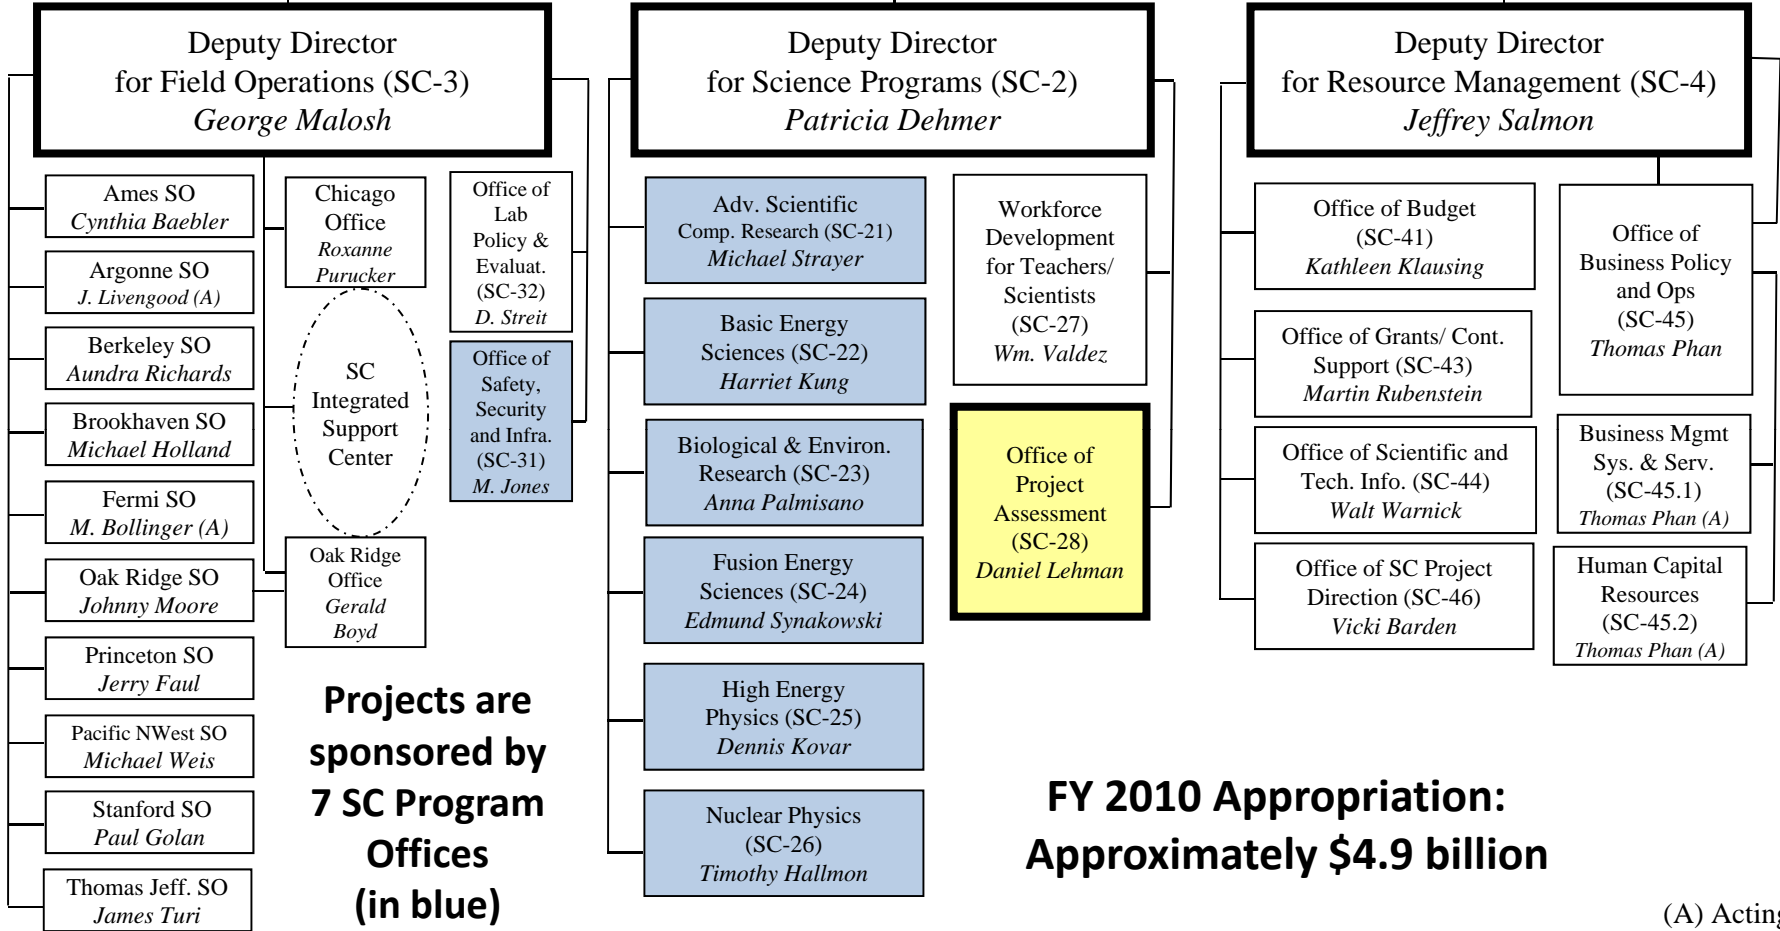 Deputy Director
for Field Operations (SC-3)
George Malosh
Deputy Director
for Science Programs (SC-2)
Patricia Dehmer
Deputy Director
for Resource Management (SC-4)
Jeffrey Salmon
Ames SO
Cynthia Baebler
Argonne SO
J. Livengood (A)
Berkeley SO
Aundra Richards
Brookhaven SO
Michael Holland
Fermi SO
M. Bollinger (A)
Oak Ridge SO
Johnny Moore
Princeton SO
Jerry Faul
Pacific NWest SO
Michael Weis
Stanford SO
Paul Golan
Thomas Jeff. SO
James Turi
Chicago
Office
Roxanne
Purucker
SC
Integrated
Support
Center
Oak Ridge
Office
Gerald
Boyd
Office of
Lab
Policy &
Evaluat.
(SC-32)
D. Streit
Office of
Safety,
Security
and Infra.
(SC-31)
M. Jones
Projects are
sponsored by
7 SC Program
Offices
(in blue)
Adv. Scientific
Comp. Research (SC-21)
Michael Strayer
Basic Energy
Sciences (SC-22)
Harriet Kung
Biological & Environ.
Research (SC-23)
Anna Palmisano
Fusion Energy
Sciences (SC-24)
Edmund Synakowski
High Energy
Physics (SC-25)
Dennis Kovar
Nuclear Physics
(SC-26)
Timothy Hallmon
Workforce
Development
for Teachers/
Scientists
(SC-27)
Wm. Valdez
Office of
Project
Assessment
(SC-28)
Daniel Lehman
Office of Budget
(SC-41)
Kathleen Klausing
Office of Grants/ Cont.
Support (SC-43)
Martin Rubenstein
Office of Scientific and
Tech. Info. (SC-44)
Walt Warnick
Office of SC Project
Direction (SC-46)
Vicki Barden
Office of
Business Policy
and Ops
(SC-45)
Thomas Phan
Business Mgmt
Sys. & Serv.
(SC-45.1)
Thomas Phan (A)
Human Capital
Resources
(SC-45.2)
Thomas Phan (A)
FY 2010 Appropriation:
Approximately $4.9 billion
(A) Acting